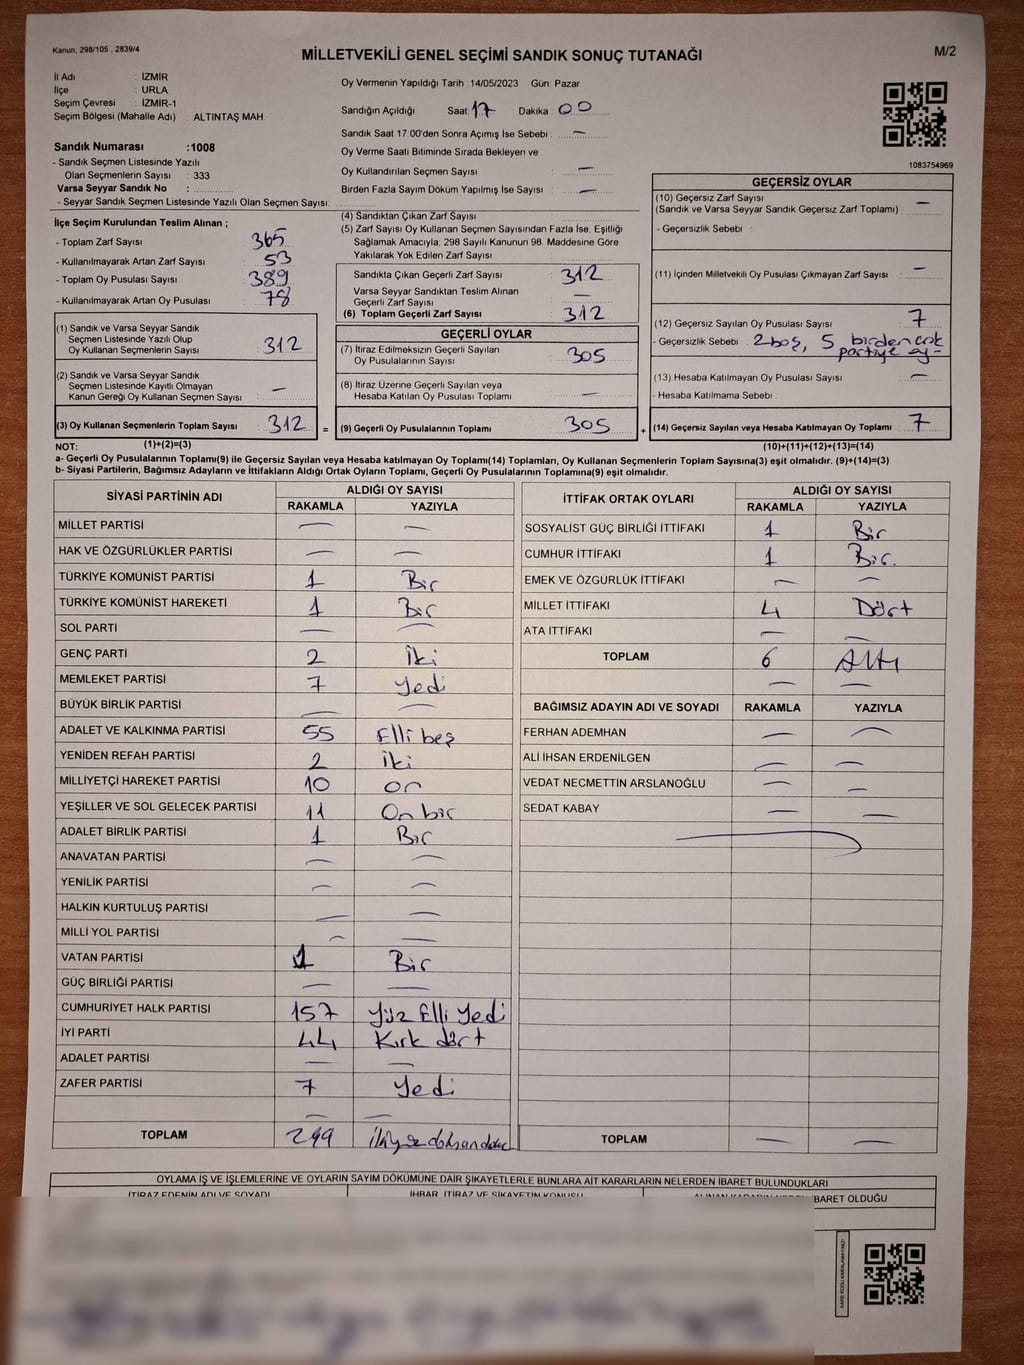 Kanun; 298/105 , 2839/4
MİLLETVEKİLİ GENEL SEÇİMİ SANDIK SONUÇ TUTANAĞI
M/2
İl Adı : İZMİR
İlçe : URLA
Seçim Çevresi : İZMİR-1
Seçim Bölgesi (Mahalle Adı) : ALTINTAŞ MAH.
Sandık Numarası :1008
- Sandık Seçmen Listesinde Yazılı
Olan Seçmenlerin Sayısı : 333
Varsa Seyyar Sandık No :
- Seyyar Sandık Seçmen Listesinde Yazılı Olan Seçmen Sayısı:
Oy Vermenin Yapıldığı Tarih :14/05/2023 Gün: Pazar
Sandığın Açıldığı Saat: 17 Dakika : 00
Sandık Saat 17.00'den Sonra Açımış İse Sebebi : —
Oy Verme Saati Bitiminde Sırada Bekleyen ve
Oy Kullandırılan Seçmen Sayısı : —
Birden Fazla Sayım Döküm Yapılmış İse Sayısı : —
1083754969
İlçe Seçim Kurulundan Teslim Alınan ;
- Toplam Zarf Sayısı : 365
- Kullanılmayarak Artan Zarf Sayısı : 53
- Toplam Oy Pusulası Sayısı : 389
- Kullanılmayarak Artan Oy Pusulası : 78
(1) Sandık ve Varsa Seyyar Sandık
Seçmen Listesinde Yazılı Olup
Oy Kullanan Seçmenlerin Sayısı : 312
(2) Sandık ve Varsa Seyyar Sandık
Seçmen Listesinde Kayıtlı Olmayan
Kanun Gereği Oy Kullanan Seçmen Sayısı : —
(3) Oy Kullanan Seçmenlerin Toplam Sayısı : 312 =
(4) Sandıktan Çıkan Zarf Sayısı :
(5) Zarf Sayısı Oy Kullanan Seçmen Sayısından Fazla İse, Eşitliği
Sağlamak Amacıyla; 298 Sayılı Kanunun 98. Maddesine Göre
Yakılarak Yok Edilen Zarf Sayısı :
Sandıkta Çıkan Geçerli Zarf Sayısı : 312
Varsa Seyyar Sandıktan Teslim Alınan
Geçerli Zarf Sayısı : —
(6) Toplam Geçerli Zarf Sayısı : 312
GEÇERLİ OYLAR
(7) İtiraz Edilmeksizin Geçerli Sayılan
Oy Pusulalarının Sayısı : 305
(8) İtiraz Üzerine Geçerli Sayılan veya
Hesaba Katılan Oy Pusulası Toplamı : —
(9) Geçerli Oy Pusulalarının Toplamı : 305 +
GEÇERSİZ OYLAR
(10) Geçersiz Zarf Sayısı
(Sandık ve Varsa Seyyar Sandık Geçersiz Zarf Toplamı) : —
- Geçersizlik Sebebi :
(11) İçinden Milletvekili Oy Pusulası Çıkmayan Zarf Sayısı : —
(12) Geçersiz Sayılan Oy Pusulası Sayısı : 7
- Geçersizlik Sebebi : 2 boş, 5 birden çok
partiye oy-
(13) Hesaba Katılmayan Oy Pusulası Sayısı : —
- Hesaba Katılmama Sebebi :
(14) Geçersiz Sayılan veya Hesaba Katılmayan Oy Toplamı : 7
NOT: (1)+(2)=(3) (10)+(11)+(12)+(13)=(14)
a- Geçerli Oy Pusulalarının Toplamı(9) ile Geçersiz Sayılan veya Hesaba katılmayan Oy Toplamı(14) Toplamları, Oy Kullanan Seçmenlerin Toplam Sayısına(3) eşit olmalıdır. (9)+(14)=(3)
b- Siyasi Partilerin, Bağımsız Adayların ve İttifakların Aldığı Ortak Oyların Toplamı, Geçerli Oy Pusulalarının Toplamına(9) eşit olmalıdır.
SİYASİ PARTİNİN ADI ALDIĞI OY SAYISI
RAKAMLA YAZIYLA
MİLLET PARTİSİ — —
HAK VE ÖZGÜRLÜKLER PARTİSİ — —
TÜRKİYE KOMÜNİST PARTİSİ 1 Bir
TÜRKİYE KOMÜNİST HAREKETİ 1 Bir
SOL PARTİ — —
GENÇ PARTİ 2 İki
MEMLEKET PARTİSİ 7 Yedi
BÜYÜK BİRLİK PARTİSİ — —
ADALET VE KALKINMA PARTİSİ 55 Elli beş
YENİDEN REFAH PARTİSİ 2 İki
MİLLİYETÇİ HAREKET PARTİSİ 10 on
YEŞİLLER VE SOL GELECEK PARTİSİ 11 On bir
ADALET BİRLİK PARTİSİ 1 Bir
ANAVATAN PARTİSİ — —
YENİLİK PARTİSİ — —
HALKIN KURTULUŞ PARTİSİ — —
MİLLİ YOL PARTİSİ — —
VATAN PARTİSİ 1 Bir
GÜÇ BİRLİĞİ PARTİSİ — —
CUMHURİYET HALK PARTİSİ 157 Yüz Elli Yedi
İYİ PARTİ 44 Kırk dört
ADALET PARTİSİ — —
ZAFER PARTİSİ 7 Yedi
— —
TOPLAM 299 İkiyüz doksan dokuz
İTTİFAK ORTAK OYLARI ALDIĞI OY SAYISI
RAKAMLA YAZIYLA
SOSYALİST GÜÇ BİRLİĞİ İTTİFAKI 1 Bir
CUMHUR İTTİFAKI 1 Bir.
EMEK VE ÖZGÜRLÜK İTTİFAKI — —
MİLLET İTTİFAKI 4 Dört
ATA İTTİFAKI — —
TOPLAM 6 Altı
— —
BAĞIMSIZ ADAYIN ADI VE SOYADI RAKAMLA YAZIYLA
FERHAN ADEMHAN — —
ALİ İHSAN ERDENİLGEN — —
VEDAT NECMETTİN ARSLANOĞLU — —
SEDAT KABAY — —
TOPLAM — —
OYLAMA İŞ VE İŞLEMLERİNE VE OYLARIN SAYIM DÖKÜMÜNE DAİR ŞİKAYETLERLE BUNLARA AİT KARARLARIN NELERDEN İBARET BULUNDUKLARI
İTİRAZ EDENİN ADI VE SOYADI İHBAR, İTİRAZ VE ŞİKAYETİN KONUSU ALINAN KARARIN NEDEN İBARET OLDUĞU